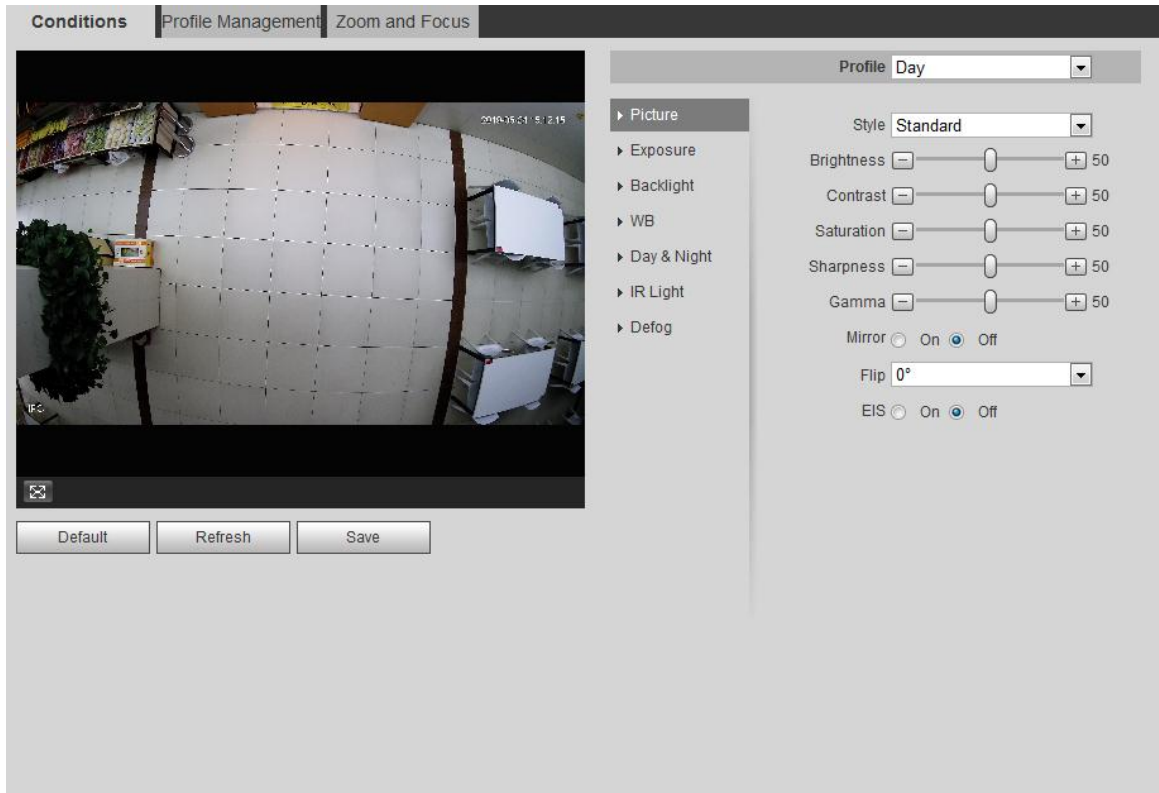 Conditions
Profile Management
Zoom and Focus
Profile Day
Picture
Exposure
Backlight
WB
Day & Night
IR Light
Defog
Style Standard
Brightness 50
Contrast 50
Saturation 50
Sharpness 50
Gamma 50
Mirror On Off
Flip 0°
EIS On Off
Default
Refresh
Save